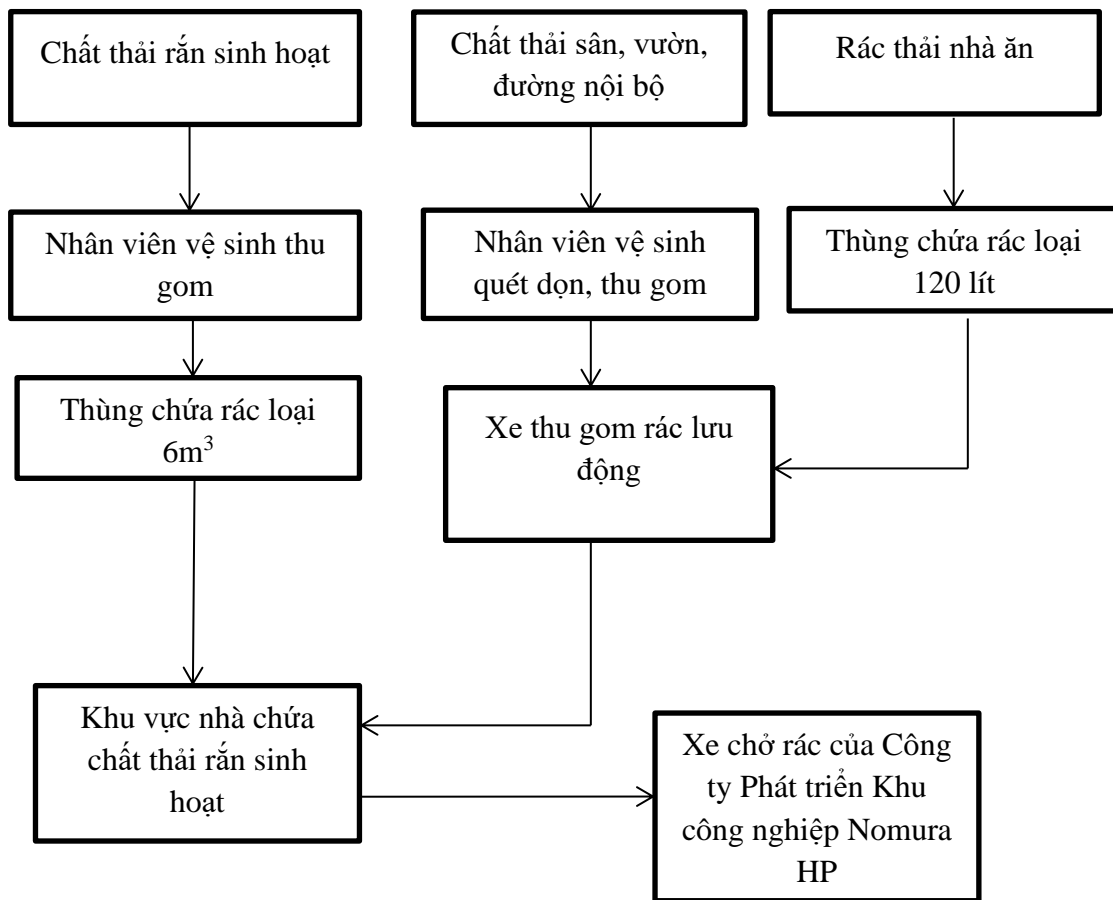 Chất thải rắn sinh hoạt
Chất thải sân, vườn,
đường nội bộ
Rác thải nhà ăn
Nhân viên vệ sinh thu
gom
Nhân viên vệ sinh
quét dọn, thu gom
Thùng chứa rác loại
120 lít
Thùng chứa rác loại
6m³
Xe thu gom rác lưu
động
Khu vực nhà chứa
chất thải rắn sinh
hoạt
Xe chở rác của Công
ty Phát triển Khu
công nghiệp Nomura
HP